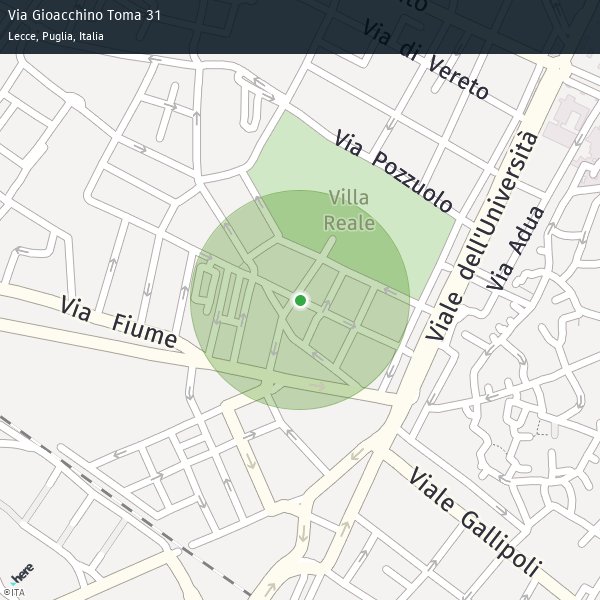 Via Gioacchino Toma 31
Lecce, Puglia, Italia
Via di Vereto
Via Pozzuolo
Viale dell'Università
Via Adua
Villa
Reale
Via Fiume
Viale Gallipoli
here
©ITA